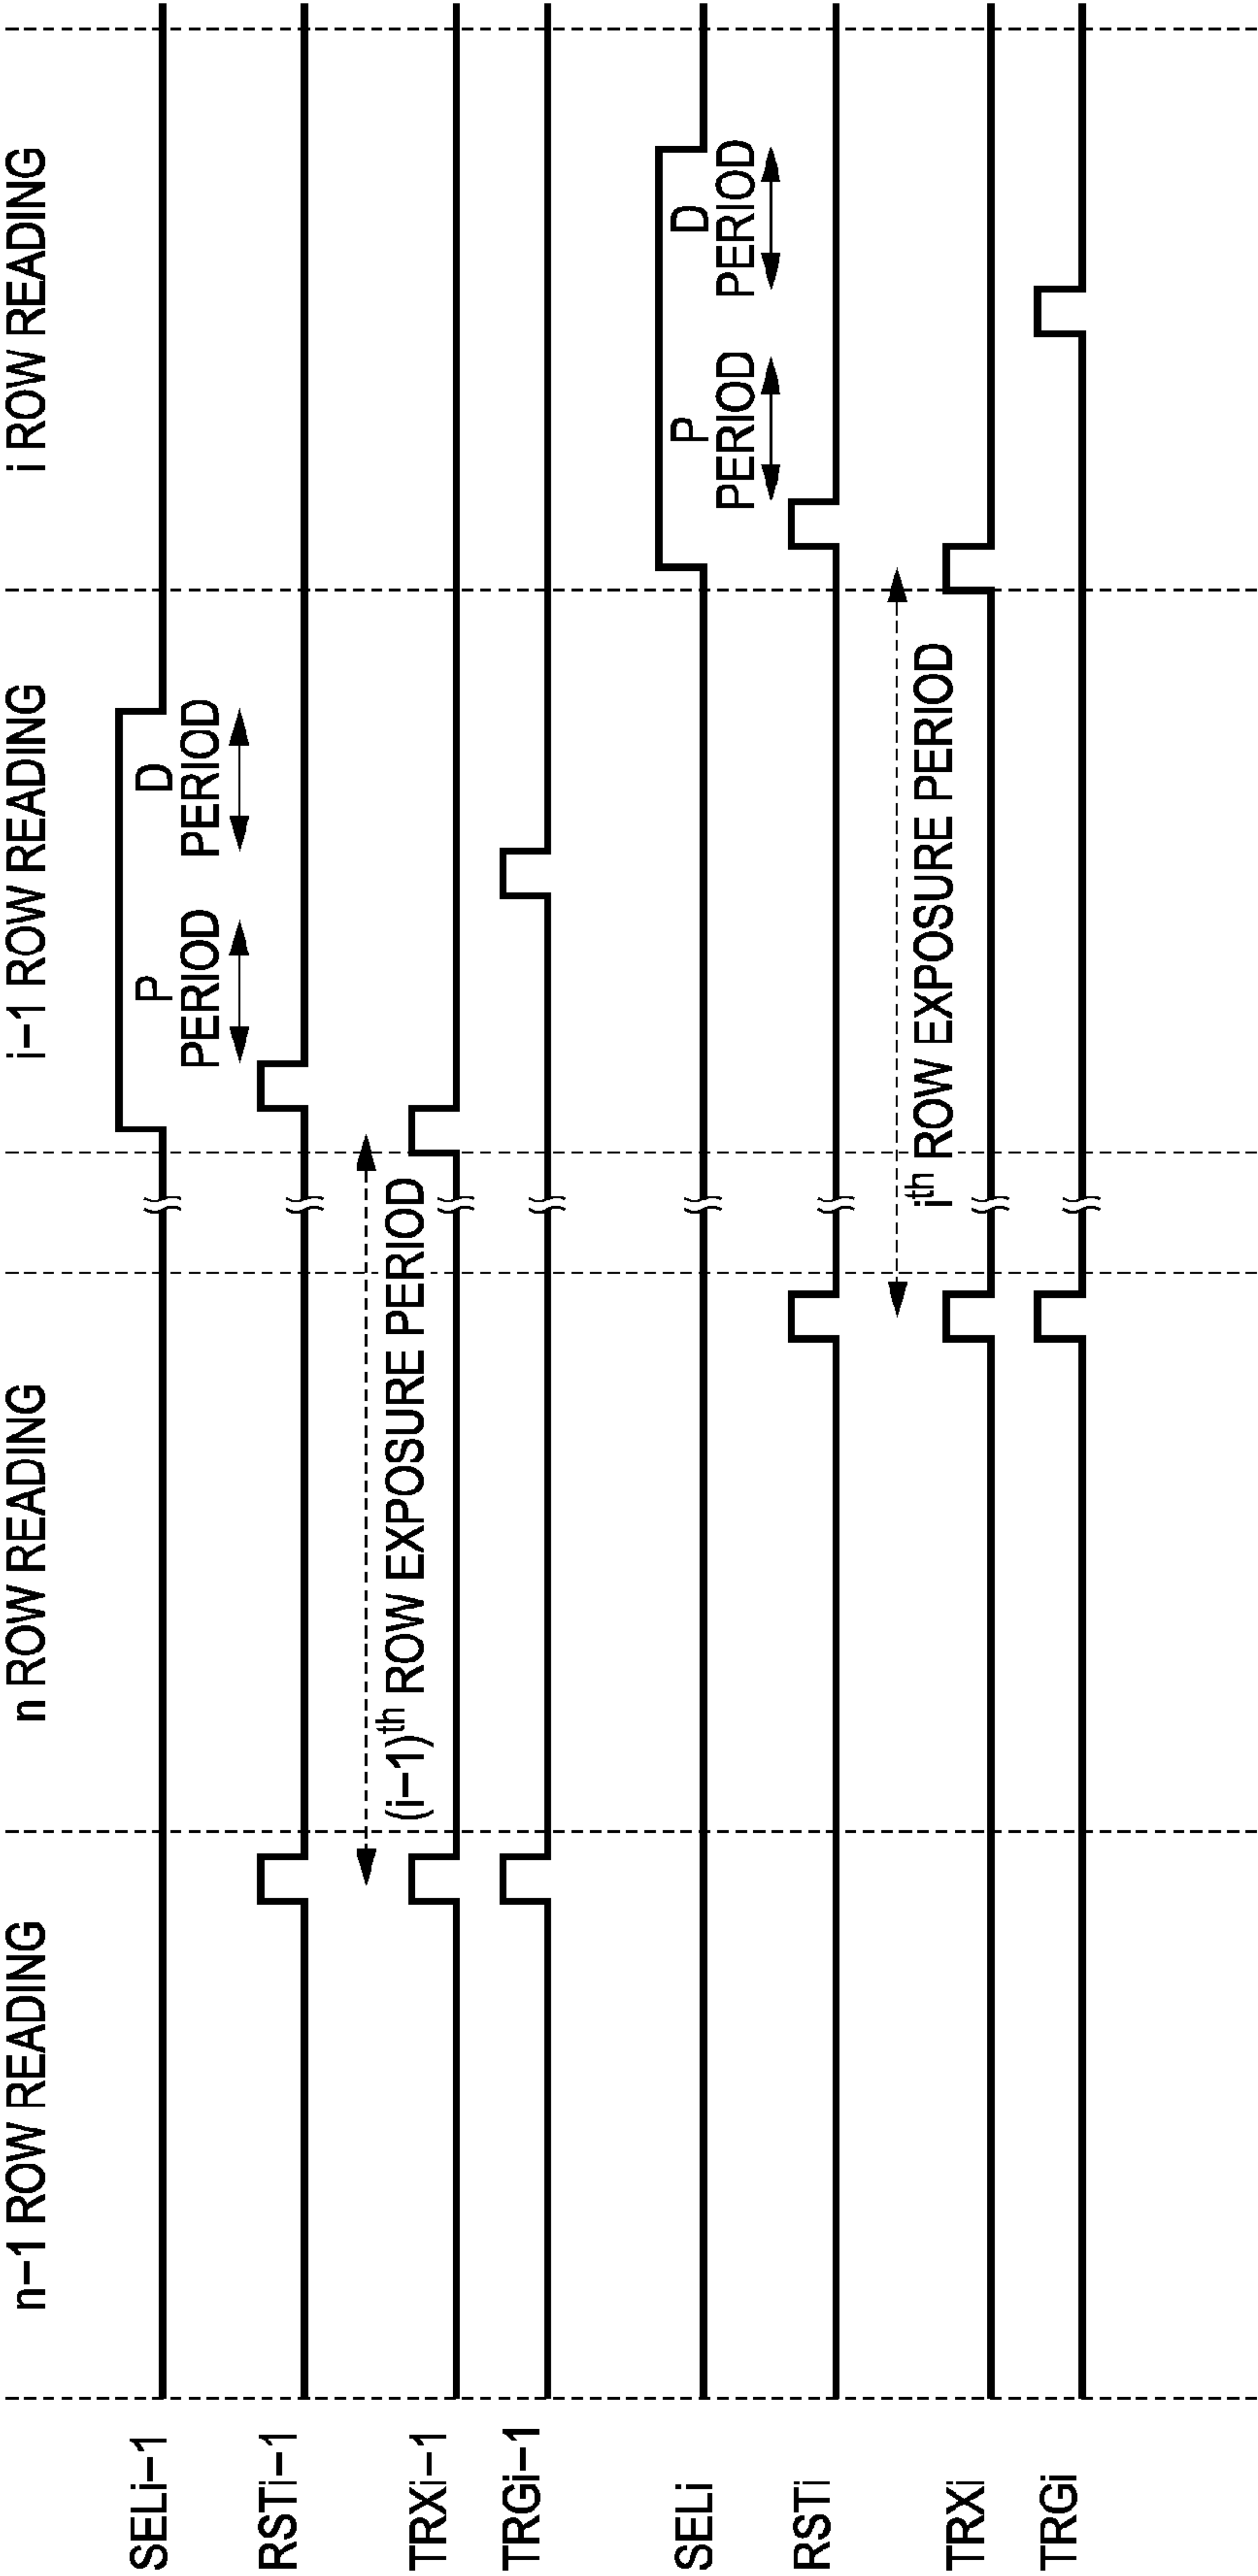 n−1 ROW READING
n ROW READING
i−1 ROW READING
i ROW READING
SELi−1
P
PERIOD
D
PERIOD
RSTi−1
(i−1)th ROW EXPOSURE PERIOD
TRXi−1
TRGi−1
SELi
P
PERIOD
D
PERIOD
RSTi
ith ROW EXPOSURE PERIOD
TRXi
TRGi